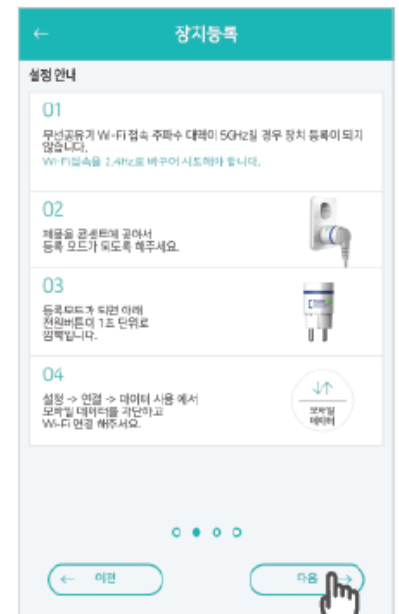 ← 장치등록
설정 안내
01
무선공유기 Wi-Fi 접속 주파수 대역이 5GHz일 경우 장치 등록이 되지
않습니다.
Wi-Fi접속을 2.4Hz로 바꾸어 시도해야 합니다.
02
제품을 콘센트에 꽂아서
등록 모드가 되도록 해주세요.
03
등록모드가 되면 아래
전원버튼이 1초 단위로
깜빡입니다.
04
설정 -> 연결 -> 데이터 사용 에서
모바일 데이터를 차단하고
Wi-Fi 연결 해주세요.
↓↑
모바일
데이터
← 이전
다음 →